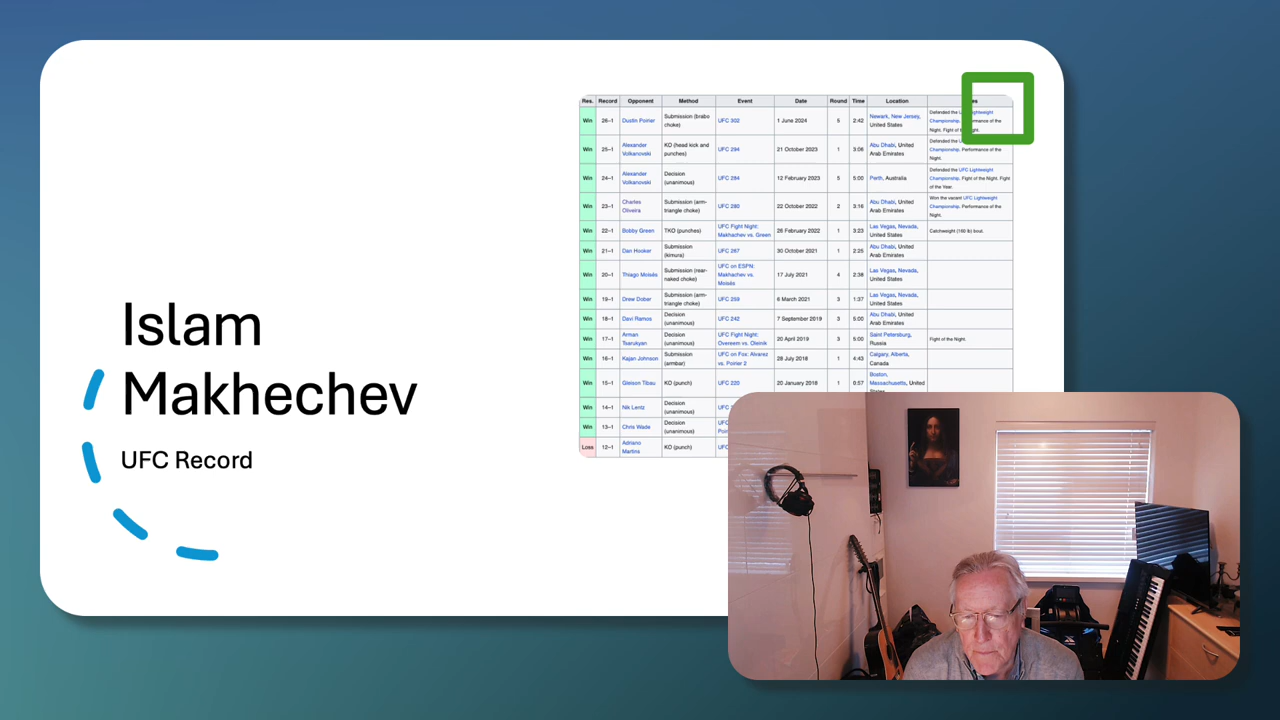 Islam
Makhechev
UFC Record
Res. Record Opponent Method Event Date Round Time Location
Win 26–1 Dustin Poirier Submission (brabo choke) UFC 302 1 June 2024 5 2:42 Newark, New Jersey, United States Defended the Lightweight Championship. of the Night. Fight of
Win 25–1 Alexander Volkanovski KO (head kick and punches) UFC 294 21 October 2023 1 3:06 Abu Dhabi, United Arab Emirates Defended the Championship. Performance of the Night.
Win 24–1 Alexander Volkanovski Decision (unanimous) UFC 284 12 February 2023 5 5:00 Perth, Australia Defended the UFC Lightweight Championship. Fight of the Night. Fight of the Year.
Win 23–1 Charles Oliveira Submission (arm-triangle choke) UFC 280 22 October 2022 2 3:16 Abu Dhabi, United Arab Emirates Won the vacant UFC Lightweight Championship. Performance of the Night.
Win 22–1 Bobby Green TKO (punches) UFC Fight Night: Makhachev vs. Green 26 February 2022 1 3:23 Las Vegas, Nevada, United States Catchweight (160 lb) bout.
Win 21–1 Dan Hooker Submission (kimura) UFC 267 30 October 2021 1 2:25 Abu Dhabi, United Arab Emirates
Win 20–1 Thiago Moisés Submission (rear-naked choke) UFC on ESPN: Makhachev vs. Moisés 17 July 2021 4 2:38 Las Vegas, Nevada, United States
Win 19–1 Drew Dober Submission (arm-triangle choke) UFC 259 6 March 2021 3 1:37 Las Vegas, Nevada, United States
Win 18–1 Davi Ramos Decision (unanimous) UFC 242 7 September 2019 3 5:00 Abu Dhabi, United Arab Emirates
Win 17–1 Arman Tsarukyan Decision (unanimous) UFC Fight Night: Overeem vs. Oleinik 20 April 2019 3 5:00 Saint Petersburg, Russia Fight of the Night.
Win 16–1 Kajan Johnson Submission (armbar) UFC on Fox: Alvarez vs. Poirier 2 28 July 2018 1 4:43 Calgary, Alberta, Canada
Win 15–1 Gleison Tibau KO (punch) UFC 220 20 January 2018 1 0:57 Boston, Massachusetts, United
Win 14–1 Nik Lentz Decision (unanimous)
Win 13–1 Chris Wade Decision (unanimous)
Loss 12–1 Adriano Martins KO (punch)